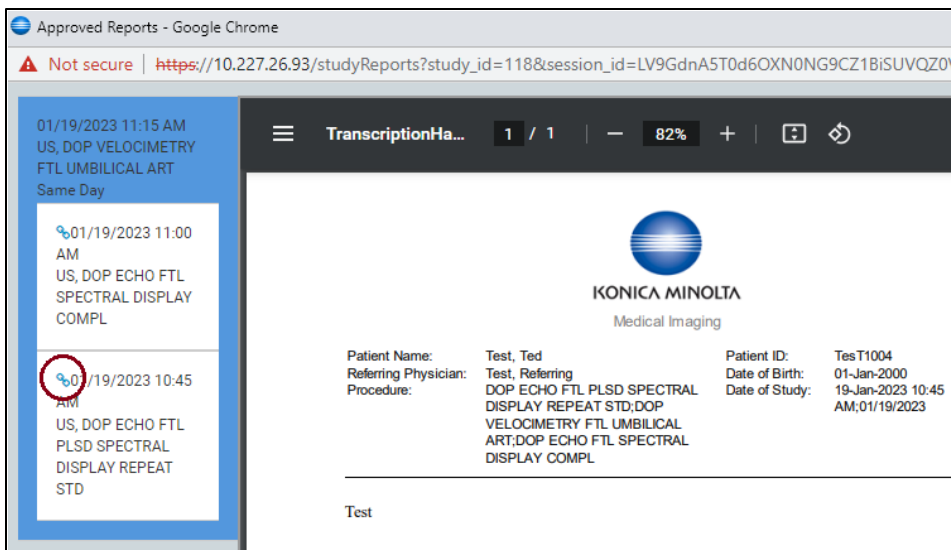 Approved Reports - Google Chrome
Not secure | https://10.227.26.93/studyReports?study_id=118&session_id=LV9GdnA5T0d6OXN0NG9CZ1BiSUVQZ0V
01/19/2023 11:15 AM
US, DOP VELOCIMETRY
FTL UMBILICAL ART
Same Day
01/19/2023 11:00
AM
US, DOP ECHO FTL
SPECTRAL DISPLAY
COMPL
01/19/2023 10:45
AM
US, DOP ECHO FTL
PLSD SPECTRAL
DISPLAY REPEAT
STD
TranscriptionHa... 1 / 1 | — 82% + |
KONICA MINOLTA
Medical Imaging
Patient Name: Test, Ted Patient ID: TesT1004
Referring Physician: Test, Referring Date of Birth: 01-Jan-2000
Procedure: DOP ECHO FTL PLSD SPECTRAL Date of Study: 19-Jan-2023 10:45
DISPLAY REPEAT STD;DOP AM;01/19/2023
VELOCIMETRY FTL UMBILICAL
ART;DOP ECHO FTL SPECTRAL
DISPLAY COMPL
Test